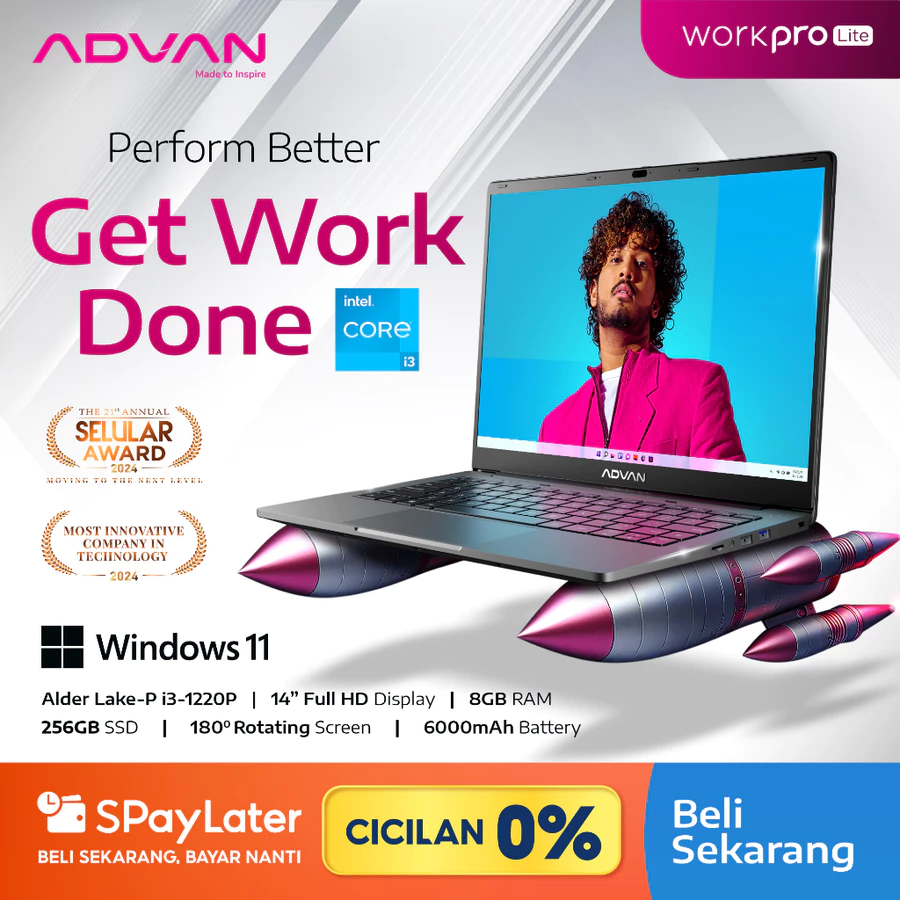 ADVAN
Made to Inspire
workpro Lite
Perform Better
Get Work
Done
intel.
CORE
i3
THE 21st ANNUAL
SELULAR
AWARD
2024
MOVING TO THE NEXT LEVEL
MOST INNOVATIVE
COMPANY IN
TECHNOLOGY
2024
ADVAN
Windows 11
Alder Lake-P i3-1220P | 14” Full HD Display | 8GB RAM
256GB SSD | 180⁰ Rotating Screen | 6000mAh Battery
SPayLater
BELI SEKARANG, BAYAR NANTI
CICILAN 0%
Beli
Sekarang